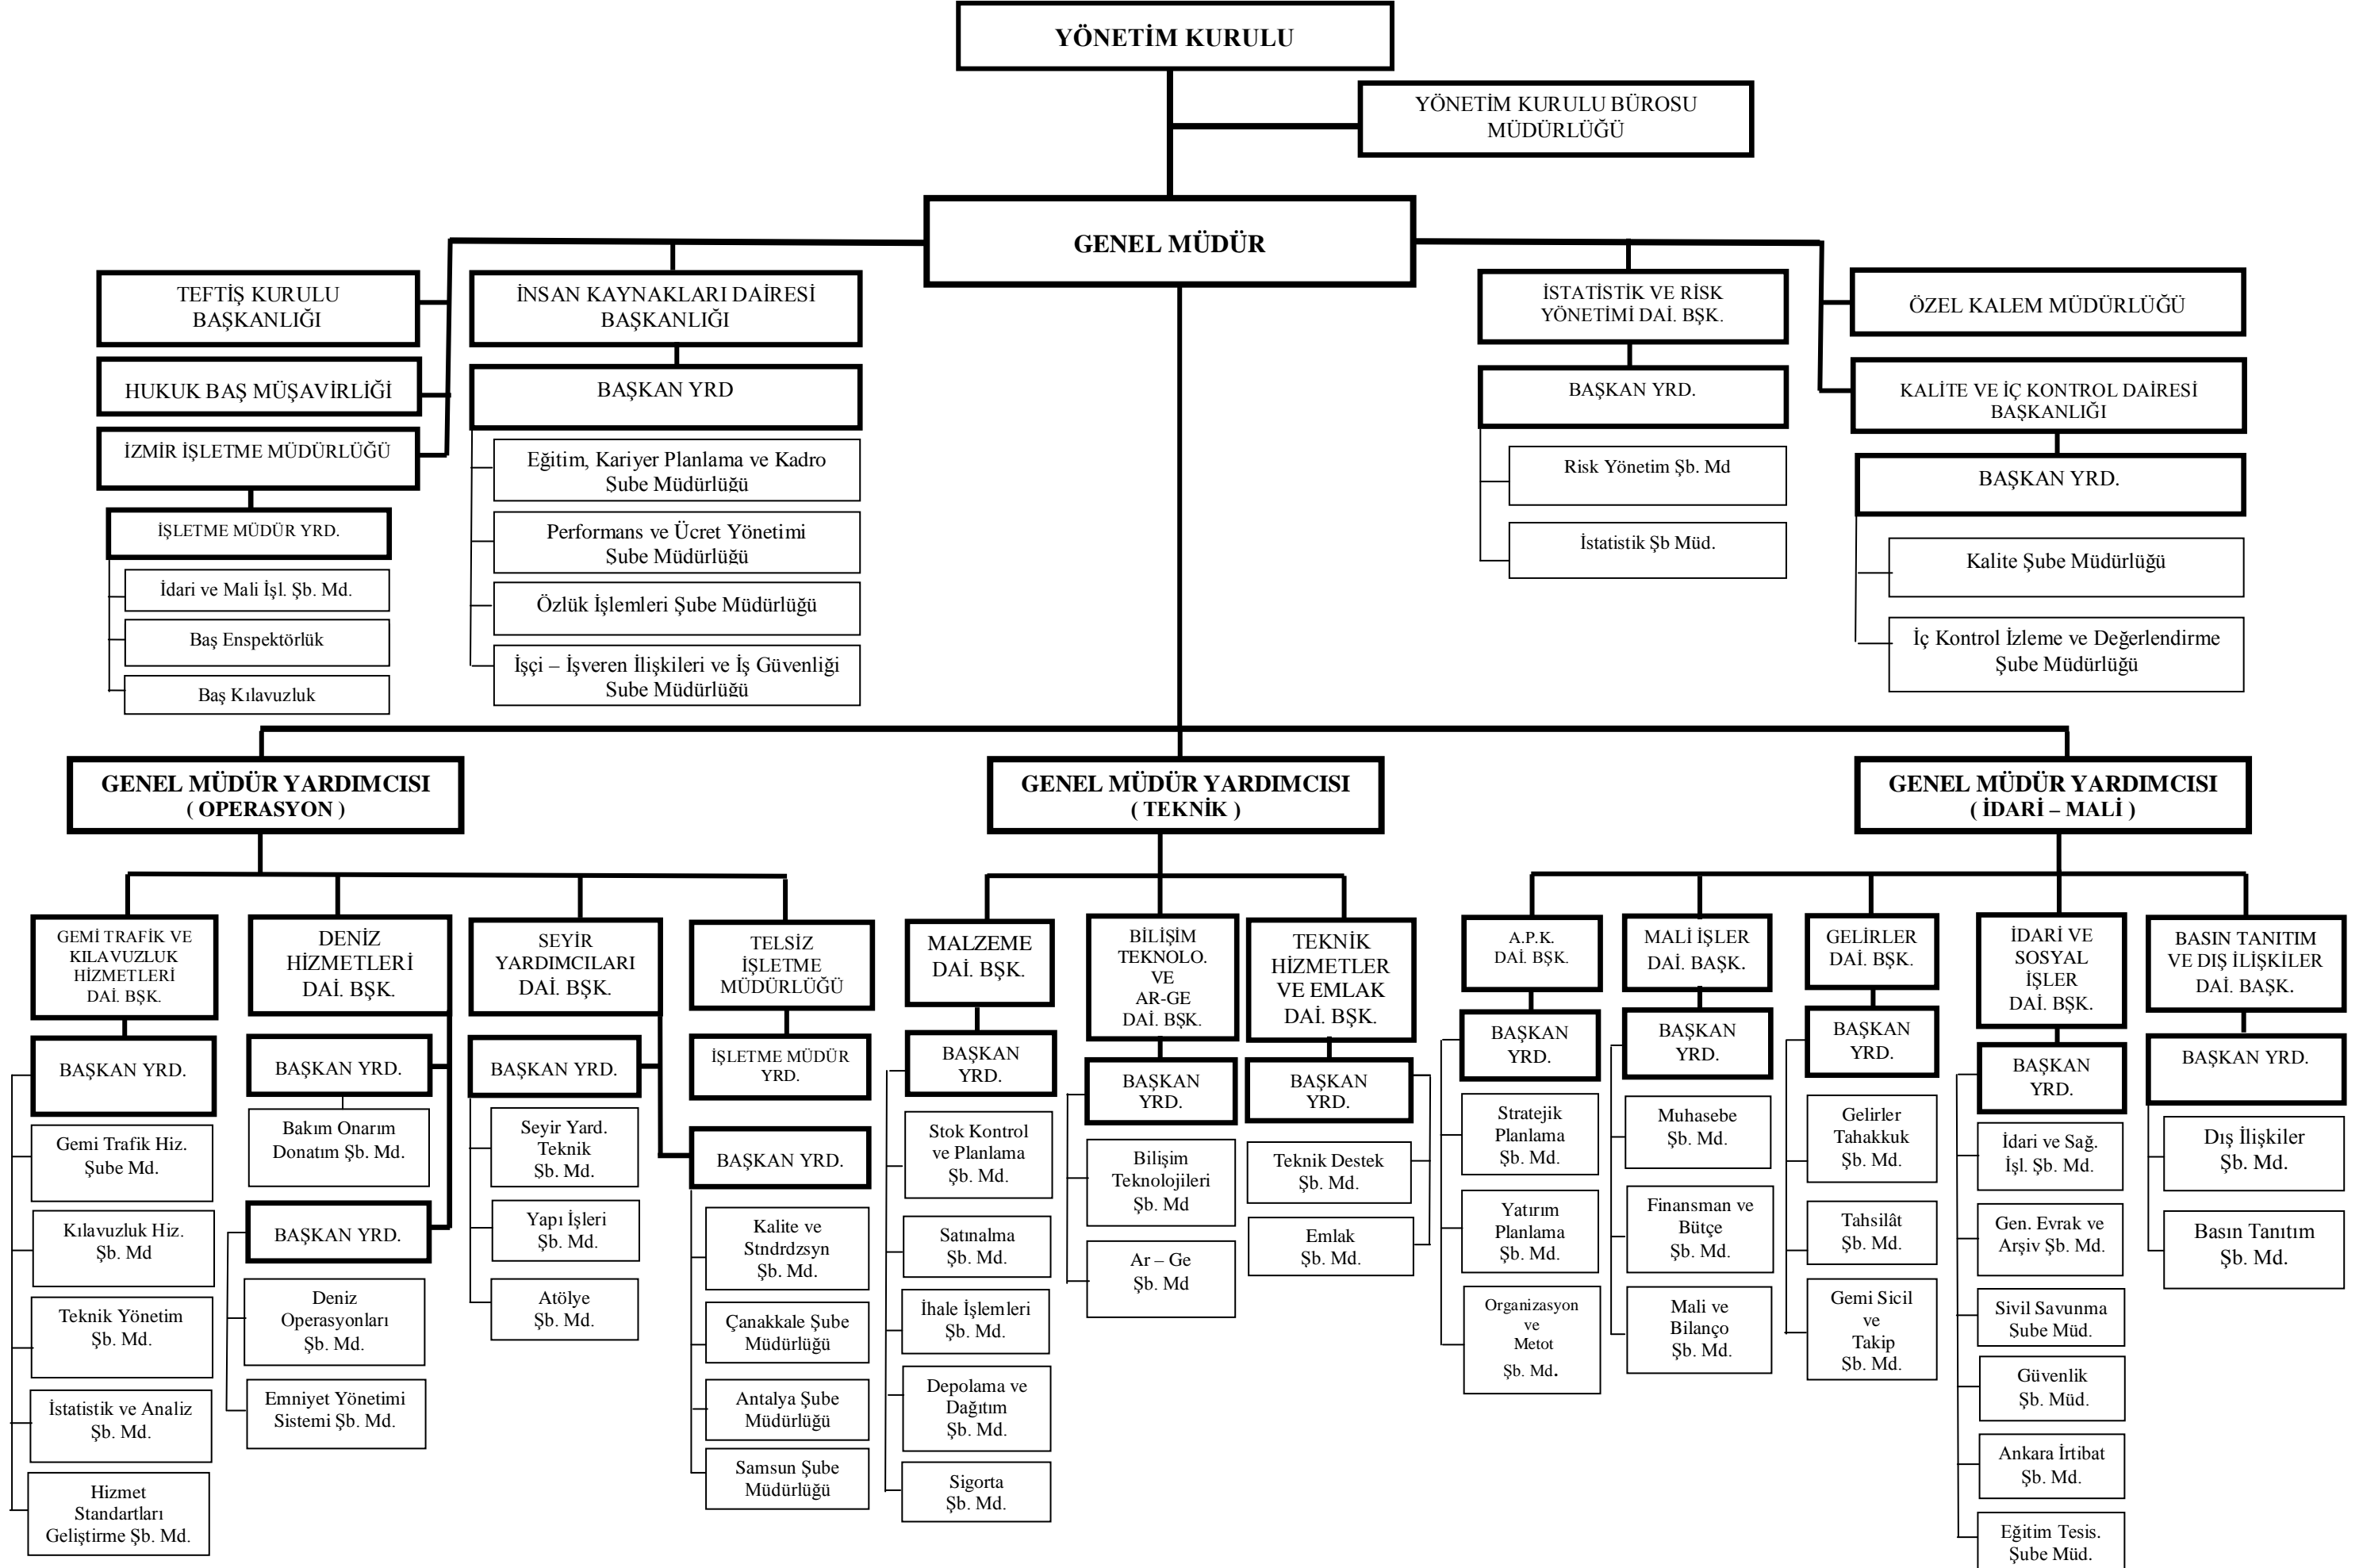 YÖNETİM KURULU
YÖNETİM KURULU BÜROSU
MÜDÜRLÜĞÜ
GENEL MÜDÜR
TEFTİŞ KURULU
BAŞKANLIĞI
HUKUK BAŞ MÜŞAVİRLİĞİ
İZMİR İŞLETME MÜDÜRLÜĞÜ
İŞLETME MÜDÜR YRD.
İdari ve Mali İşl. Şb. Md.
Baş Enspektörlük
Baş Kılavuzluk
İNSAN KAYNAKLARI DAİRESİ
BAŞKANLIĞI
BAŞKAN YRD
Eğitim, Kariyer Planlama ve Kadro
Şube Müdürlüğü
Performans ve Ücret Yönetimi
Şube Müdürlüğü
Özlük İşlemleri Şube Müdürlüğü
İşçi – İşveren İlişkileri ve İş Güvenliği
Şube Müdürlüğü
İSTATİSTİK VE RİSK
YÖNETİMİ DAİ. BŞK.
BAŞKAN YRD.
Risk Yönetim Şb. Md
İstatistik Şb Müd.
ÖZEL KALEM MÜDÜRLÜĞÜ
KALİTE VE İÇ KONTROL DAİRESİ
BAŞKANLIĞI
BAŞKAN YRD.
Kalite Şube Müdürlüğü
İç Kontrol İzleme ve Değerlendirme
Şube Müdürlüğü
GENEL MÜDÜR YARDIMCISI
( OPERASYON )
GENEL MÜDÜR YARDIMCISI
( TEKNİK )
GENEL MÜDÜR YARDIMCISI
( İDARİ – MALİ )
GEMİ TRAFİK VE
KILAVUZLUK
HİZMETLERİ
DAİ. BŞK.
BAŞKAN YRD.
Gemi Trafik Hiz.
Şube Md.
Kılavuzluk Hiz.
Şb. Md
Teknik Yönetim
Şb. Md.
İstatistik ve Analiz
Şb. Md.
Hizmet
Standartları
Geliştirme Şb. Md.
DENİZ
HİZMETLERİ
DAİ. BŞK.
BAŞKAN YRD.
Bakım Onarım
Donatım Şb. Md.
BAŞKAN YRD.
Deniz
Operasyonları
Şb. Md.
Emniyet Yönetimi
Sistemi Şb. Md.
SEYİR
YARDIMCILARI
DAİ. BŞK.
BAŞKAN YRD.
Seyir Yard.
Teknik
Şb. Md.
Yapı İşleri
Şb. Md.
Atölye
Şb. Md.
TELSİZ
İŞLETME
MÜDÜRLÜĞÜ
İŞLETME MÜDÜR
YRD.
BAŞKAN YRD.
Kalite ve
Stndrdzsyn
Şb. Md.
Çanakkale Şube
Müdürlüğü
Antalya Şube
Müdürlüğü
Samsun Şube
Müdürlüğü
MALZEME
DAİ. BŞK.
BAŞKAN
YRD.
Stok Kontrol
ve Planlama
Şb. Md.
Satınalma
Şb. Md.
İhale İşlemleri
Şb. Md.
Depolama ve
Dağıtım
Şb. Md.
Sigorta
Şb. Md.
BİLİŞİM
TEKNOLO.
VE
AR-GE
DAİ. BŞK.
BAŞKAN
YRD.
Bilişim
Teknolojileri
Şb. Md
Ar – Ge
Şb. Md
TEKNİK
HİZMETLER
VE EMLAK
DAİ. BŞK.
BAŞKAN
YRD.
Teknik Destek
Şb. Md.
Emlak
Şb. Md.
A.P.K.
DAİ. BŞK.
BAŞKAN
YRD.
Stratejik
Planlama
Şb. Md.
Yatırım
Planlama
Şb. Md.
Organizasyon
ve
Metot
Şb. Md.
MALİ İŞLER
DAİ. BAŞK.
BAŞKAN
YRD.
Muhasebe
Şb. Md.
Finansman ve
Bütçe
Şb. Md.
Mali ve
Bilanço
Şb. Md.
GELİRLER
DAİ. BŞK.
BAŞKAN
YRD.
Gelirler
Tahakkuk
Şb. Md.
Tahsilât
Şb. Md.
Gemi Sicil
ve
Takip
Şb. Md.
İDARİ VE
SOSYAL
İŞLER
DAİ. BŞK.
BAŞKAN
YRD.
İdari ve Sağ.
İşl. Şb. Md.
Gen. Evrak ve
Arşiv Şb. Md.
Sivil Savunma
Şube Müd.
Güvenlik
Şb. Müd.
Ankara İrtibat
Şb. Md.
Eğitim Tesis.
Şube Müd.
BASIN TANITIM
VE DIŞ İLİŞKİLER
DAİ. BAŞK.
BAŞKAN YRD.
Dış İlişkiler
Şb. Md.
Basın Tanıtım
Şb. Md.